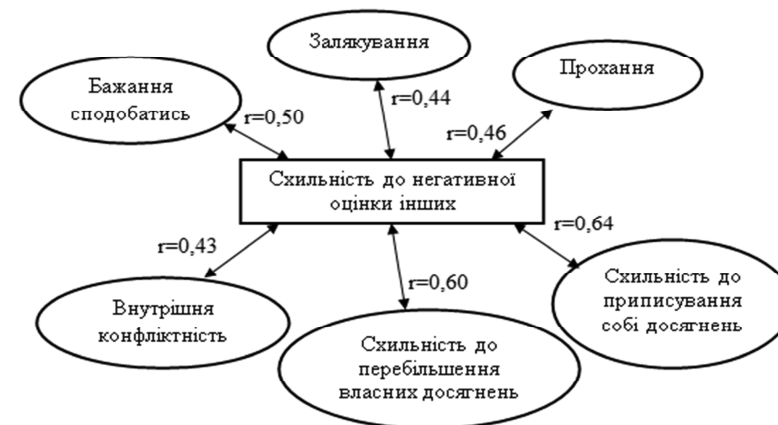 Залякування
Бажання
сподобатись
Прохання
r=0,50
r=0,44
r=0,46
Схильність до негативної
оцінки інших
r=0,43
r=0,60
r=0,64
Внутрішня
конфліктність
Схильність до
перебільшення
власних досягнень
Схильність до
приписування
собі досягнень